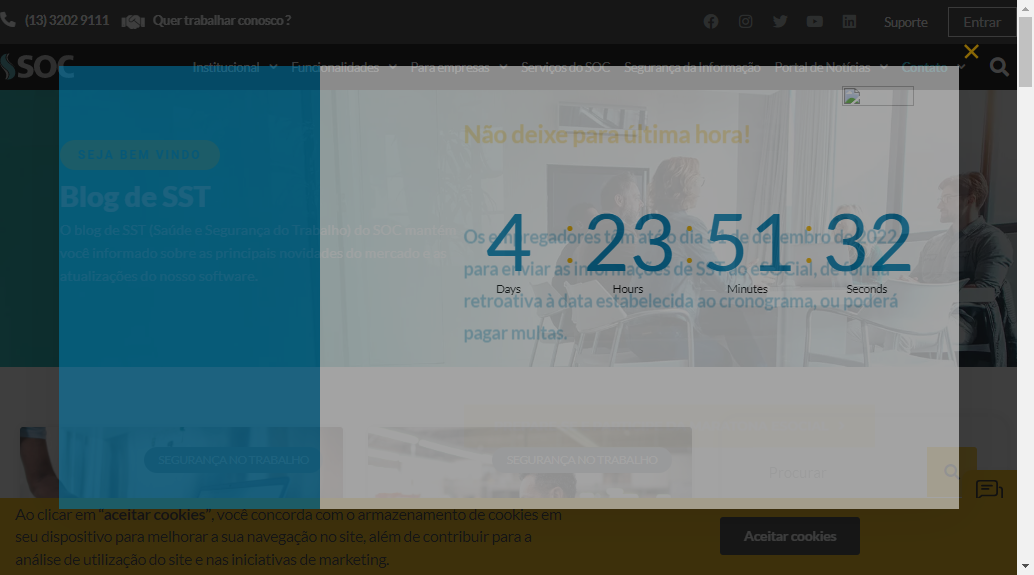 (13) 3202 9111 Quer trabalhar conosco ?
Suporte Entrar
SOC
Institucional Funcionalidades Para empresas Serviços do SOC Segurança da Informação Portal de Notícias Contato
Não deixe para última hora!
SEJA BEM VINDO
Blog de SST
O blog de SST (Saúde e Segurança do Trabalho) do SOC mantém
você informado sobre as principais novidades do mercado e as
atualizações do nosso software
4 : 23 : 51 : 32
Days Hours Minutes Seconds
Os empregadores têm até o dia de dezembro de 2022
para enviar as informações de SST do eSocial, de forma
retroativa à data estabelecida ao cronograma, ou poderá
pagar multas.
SEGURANÇA NO TRABALHO
SEGURANÇA NO TRABALHO
Procurar
Ao clicar em "aceitar cookies", você concorda com o armazenamento de cookies em
seu dispositivo para melhorar a sua navegação no site, além de contribuir para a
análise de utilização do site e nas iniciativas de marketing.
Aceitar cookies